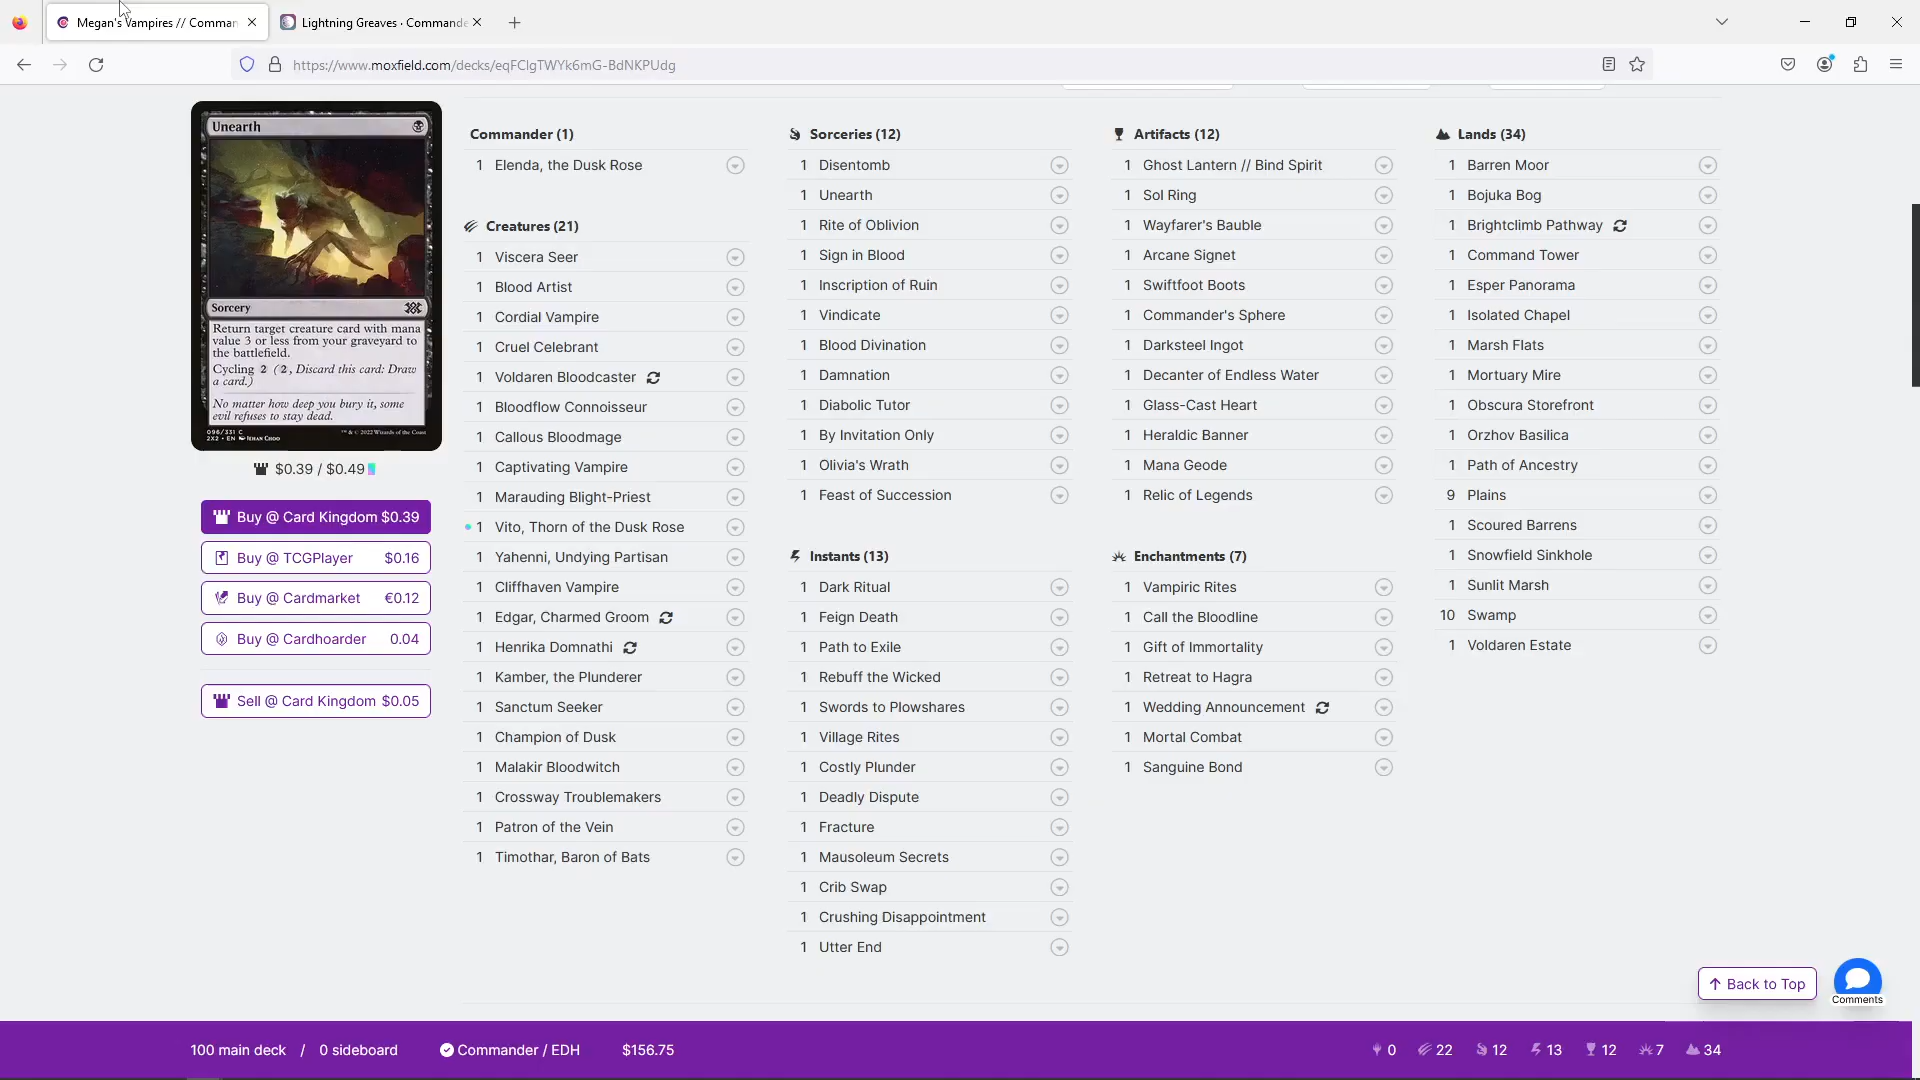 Megan's Vampires // Comman
Lightning Greaves · Commande
https://www.moxfield.com/decks/eqFClgTWYk6mG-BdNKPUdg
Unearth
Sorcery
Return target creature card with mana
value 3 or less from your graveyard to
the battlefield.
Cycling 2 (2, Discard this card: Draw
a card.)
No matter how deep you bury it, some
evil refuses to stay dead.
096/331 C
2X2 • EN JEHAN CHOO
™ & © 2022 Wizards of the Coast
$0.39 / $0.49
Buy @ Card Kingdom $0.39
Buy @ TCGPlayer $0.16
Buy @ Cardmarket €0.12
Buy @ Cardhoarder 0.04
Sell @ Card Kingdom $0.05
Commander (1)
1 Elenda, the Dusk Rose
Creatures (21)
1 Viscera Seer
1 Blood Artist
1 Cordial Vampire
1 Cruel Celebrant
1 Voldaren Bloodcaster
1 Bloodflow Connoisseur
1 Callous Bloodmage
1 Captivating Vampire
1 Marauding Blight-Priest
1 Vito, Thorn of the Dusk Rose
1 Yahenni, Undying Partisan
1 Cliffhaven Vampire
1 Edgar, Charmed Groom
1 Henrika Domnathi
1 Kamber, the Plunderer
1 Sanctum Seeker
1 Champion of Dusk
1 Malakir Bloodwitch
1 Crossway Troublemakers
1 Patron of the Vein
1 Timothar, Baron of Bats
Sorceries (12)
1 Disentomb
1 Unearth
1 Rite of Oblivion
1 Sign in Blood
1 Inscription of Ruin
1 Vindicate
1 Blood Divination
1 Damnation
1 Diabolic Tutor
1 By Invitation Only
1 Olivia's Wrath
1 Feast of Succession
Instants (13)
1 Dark Ritual
1 Feign Death
1 Path to Exile
1 Rebuff the Wicked
1 Swords to Plowshares
1 Village Rites
1 Costly Plunder
1 Deadly Dispute
1 Fracture
1 Mausoleum Secrets
1 Crib Swap
1 Crushing Disappointment
1 Utter End
Artifacts (12)
1 Ghost Lantern // Bind Spirit
1 Sol Ring
1 Wayfarer's Bauble
1 Arcane Signet
1 Swiftfoot Boots
1 Commander's Sphere
1 Darksteel Ingot
1 Decanter of Endless Water
1 Glass-Cast Heart
1 Heraldic Banner
1 Mana Geode
1 Relic of Legends
Enchantments (7)
1 Vampiric Rites
1 Call the Bloodline
1 Gift of Immortality
1 Retreat to Hagra
1 Wedding Announcement
1 Mortal Combat
1 Sanguine Bond
Lands (34)
1 Barren Moor
1 Bojuka Bog
1 Brightclimb Pathway
1 Command Tower
1 Esper Panorama
1 Isolated Chapel
1 Marsh Flats
1 Mortuary Mire
1 Obscura Storefront
1 Orzhov Basilica
1 Path of Ancestry
9 Plains
1 Scoured Barrens
1 Snowfield Sinkhole
1 Sunlit Marsh
10 Swamp
1 Voldaren Estate
Back to Top
Comments
100 main deck / 0 sideboard Commander / EDH $156.75 0 22 12 13 12 7 34